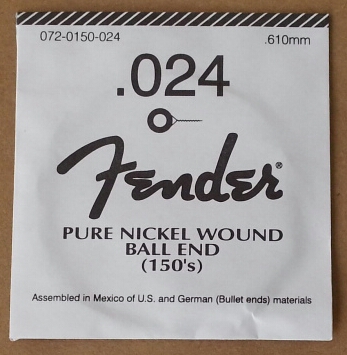 072-0150-024 .610mm
.024
Fender®
PURE NICKEL WOUND
BALL END
(150's)
Assembled in Mexico of U.S. and German (Bullet ends) materials